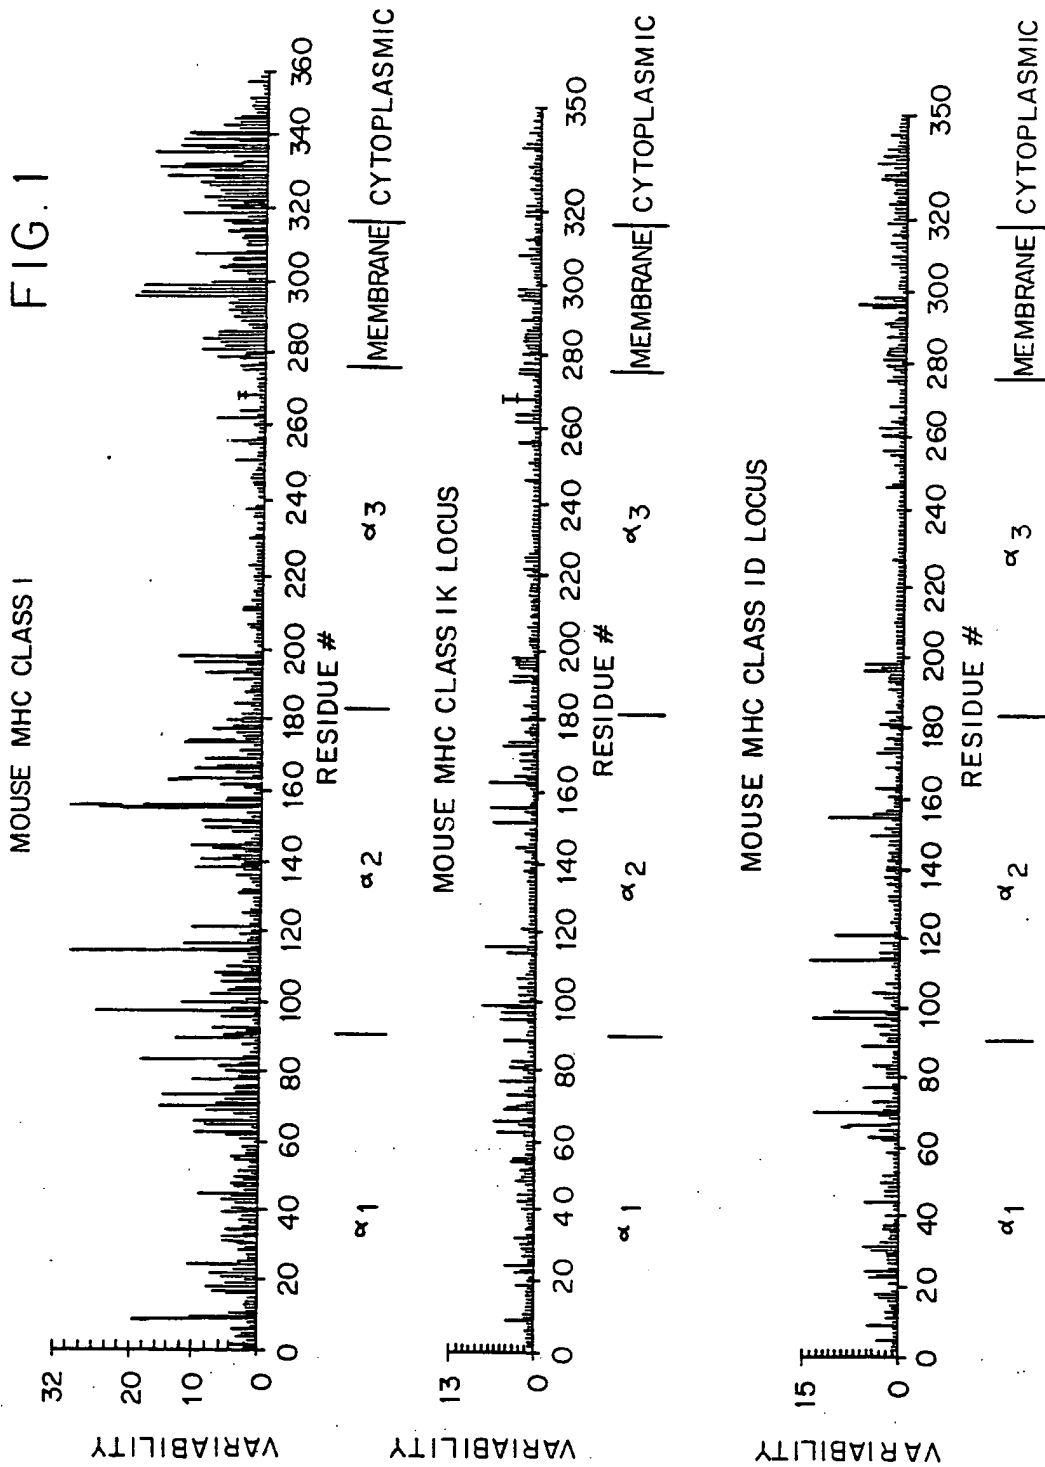 FIG. 1
MOUSE MHC CLASS I
VARIABILITY
32
20
10
0
0 20 40 60 80 100 120 140 160 180 200 220 240 260 280 300 320 340 360
RESIDUE #
α1 α2 α3 MEMBRANE CYTOPLASMIC
MOUSE MHC CLASS IK LOCUS
VARIABILITY
13
0
0 20 40 60 80 100 120 140 160 180 200 220 240 260 280 300 320 350
RESIDUE #
α1 α2 α3 MEMBRANE CYTOPLASMIC
MOUSE MHC CLASS ID LOCUS
VARIABILITY
15
0
0 20 40 60 80 100 120 140 160 180 200 220 240 260 280 300 320 350
RESIDUE #
α1 α2 α3 MEMBRANE CYTOPLASMIC